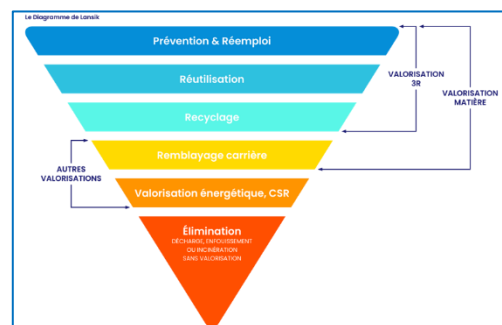 Le Diagramme de Lansik
Prévention & Réemploi
Réutilisation
Recyclage
Remblayage carrière
Valorisation énergétique, CSR
Élimination
DÉCHARGE, ENFOUISSEMENT
OU INCINÉRATION
SANS VALORISATION
VALORISATION
3R
VALORISATION
MATIÈRE
AUTRES
VALORISATIONS